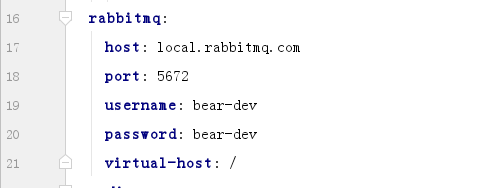 16 rabbitmq:
17 host: local.rabbitmq.com
18 port: 5672
19 username: bear-dev
20 password: bear-dev
21 virtual-host: /